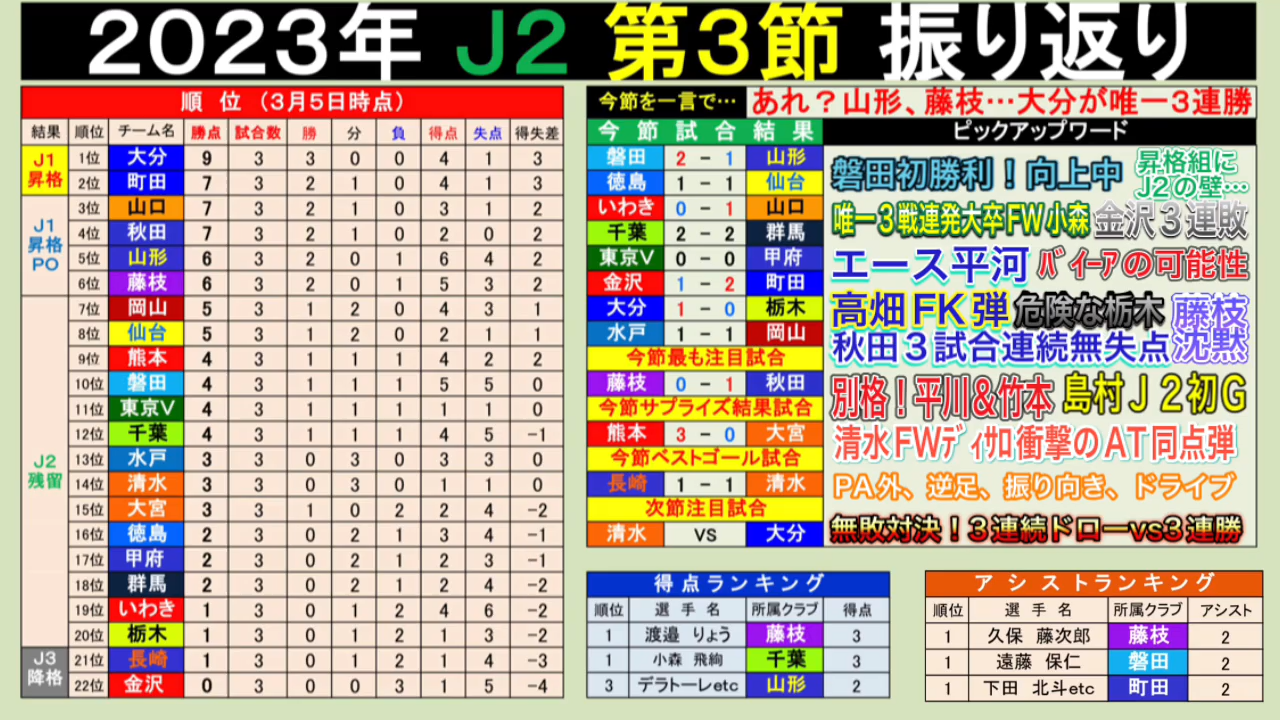 2023年 J2 第3節 振り返り
順 位 （3月5日時点）
結果 順位 チーム名 勝点 試合数 勝 分 負 得点 失点 得失差
J1昇格
1位 大分 9 3 3 0 0 4 1 3
2位 町田 7 3 2 1 0 4 1 3
J1昇格PO
3位 山口 7 3 2 1 0 3 1 2
4位 秋田 7 3 2 1 0 2 0 2
5位 山形 6 3 2 0 1 6 4 2
6位 藤枝 6 3 2 0 1 5 3 2
J2残留
7位 岡山 5 3 1 2 0 4 3 1
8位 仙台 5 3 1 2 0 2 1 1
9位 熊本 4 3 1 1 1 4 2 2
10位 磐田 4 3 1 1 1 5 5 0
11位 東京V 4 3 1 1 1 1 1 0
12位 千葉 4 3 1 1 1 4 5 -1
13位 水戸 3 3 0 3 0 3 3 0
14位 清水 3 3 0 3 0 1 1 0
15位 大宮 3 3 1 0 2 2 4 -2
16位 徳島 2 3 0 2 1 3 4 -1
17位 甲府 2 3 0 2 1 2 3 -1
18位 群馬 2 3 0 2 1 2 4 -2
19位 いわき 1 3 0 1 2 4 6 -2
20位 栃木 1 3 0 1 2 1 3 -2
J3降格
21位 長崎 1 3 0 1 2 1 4 -3
22位 金沢 0 3 0 0 3 1 5 -4
今節を一言で… あれ？山形、藤枝…大分が唯一3連勝
今 節 試 合 結 果
磐田 2 - 1 山形
徳島 1 - 1 仙台
いわき 0 - 1 山口
千葉 2 - 2 群馬
東京V 0 - 0 甲府
金沢 1 - 2 町田
大分 1 - 0 栃木
水戸 1 - 1 岡山
今節最も注目試合
藤枝 0 - 1 秋田
今節サプライズ結果試合
熊本 3 - 0 大宮
今節ベストゴール試合
長崎 1 - 1 清水
次節注目試合
清水 VS 大分
ピックアップワード
磐田初勝利！向上中 昇格組にJ2の壁…
唯一3戦連発大卒FW小森 金沢3連敗
エース平河 ﾊﾞｲｰｱの可能性
高畑FK弾 危険な栃木 藤枝沈黙
秋田3試合連続無失点
別格！平川&竹本 島村J2初G
清水FWﾃﾞｨｻﾛ衝撃のAT同点弾
PA外、逆足、振り向き、ドライブ
無敗対決！3連続ドローvs3連勝
得点ランキング
順位 選手名 所属クラブ 得点
1 渡邉 りょう 藤枝 3
1 小森 飛絢 千葉 3
3 デラトーレetc 山形 2
アシストランキング
順位 選手名 所属クラブ アシスト
1 久保 藤次郎 藤枝 2
1 遠藤 保仁 磐田 2
1 下田 北斗etc 町田 2